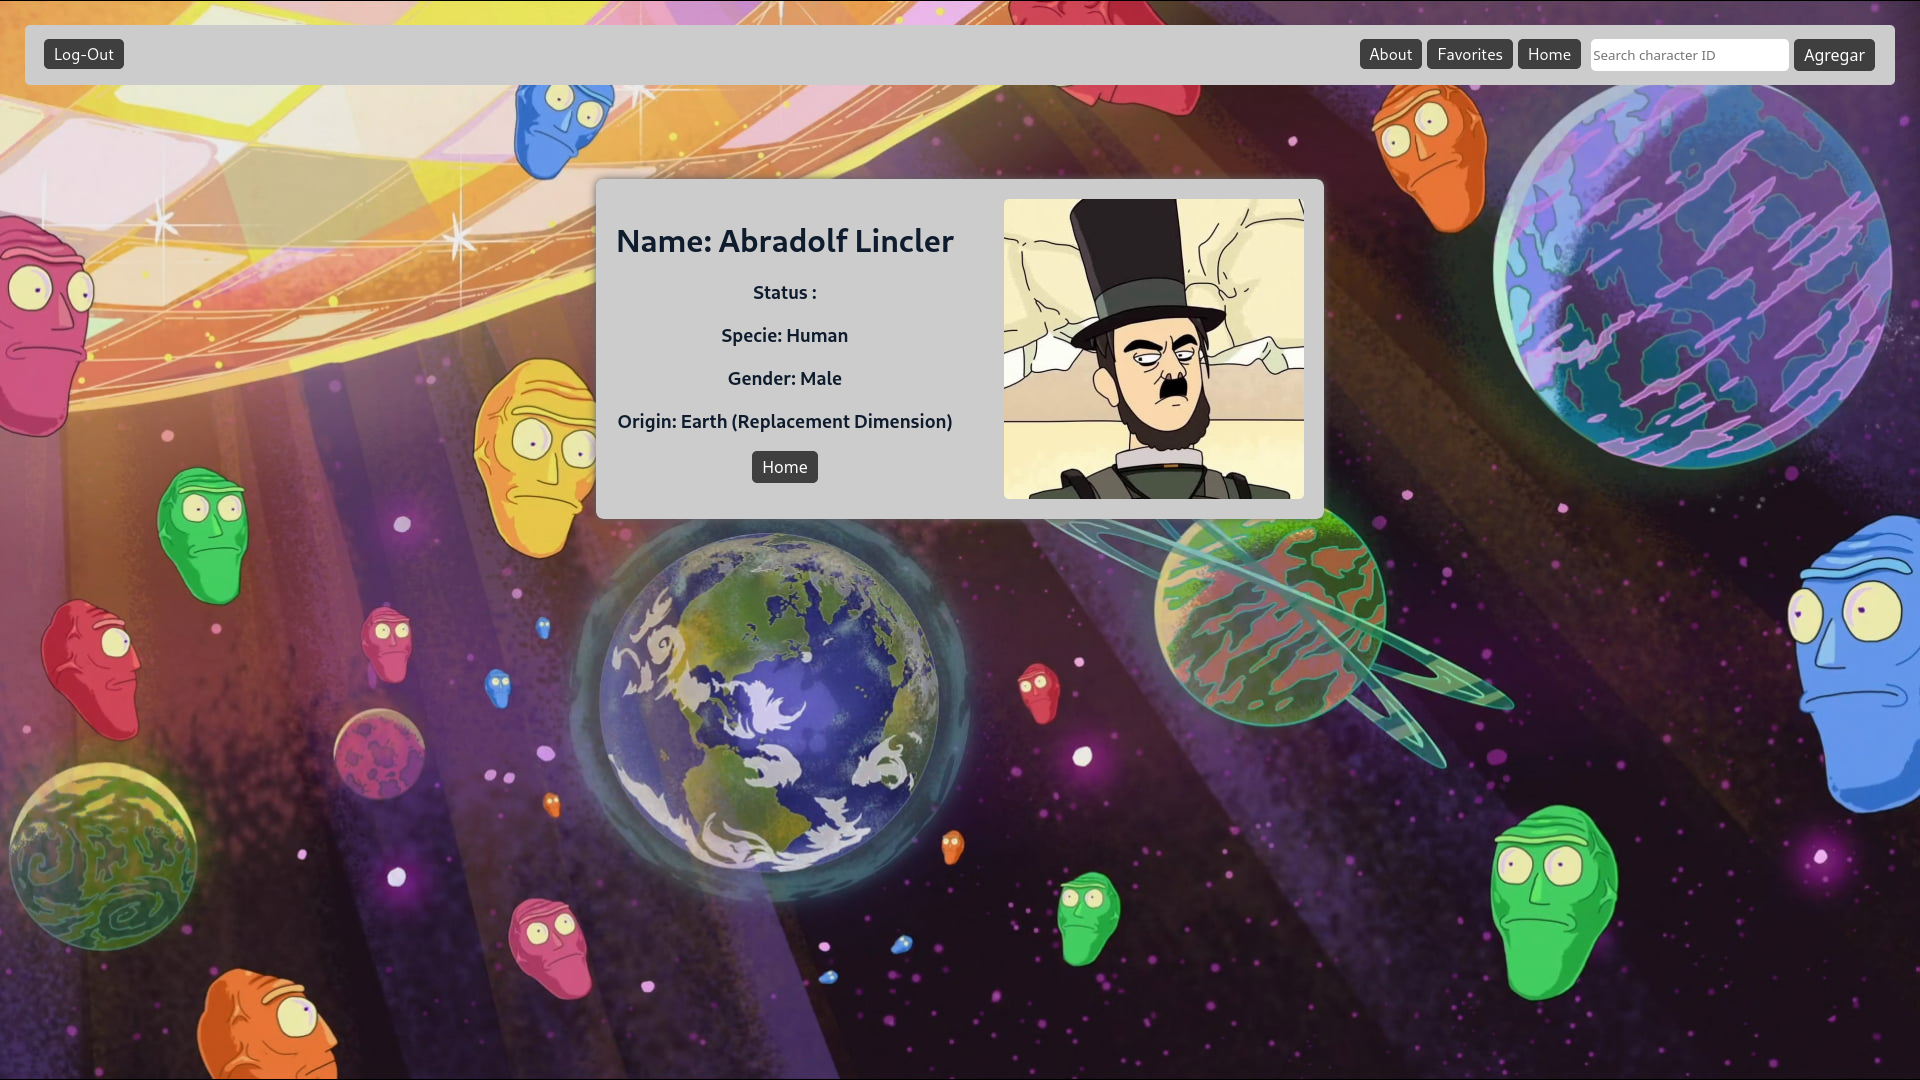 Log-Out
About Favorites Home Search character ID Agregar
Name: Abradolf Lincler
Status :
Specie: Human
Gender: Male
Origin: Earth (Replacement Dimension)
Home